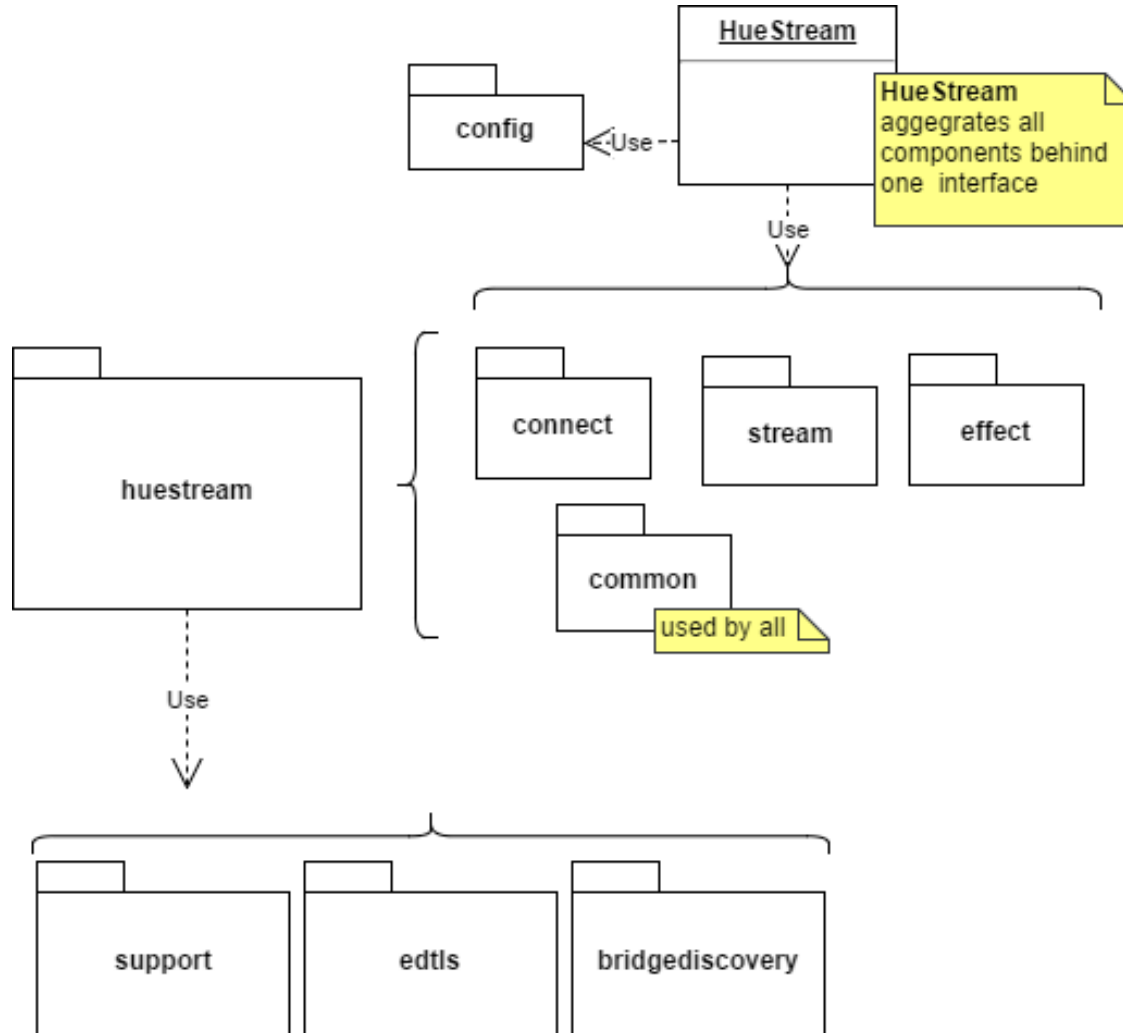 HueStream
HueStream
aggegrates all
components behind
one interface
config
Use
Use
connect
stream
effect
huestream
common
used by all
Use
support
edtls
bridgediscovery